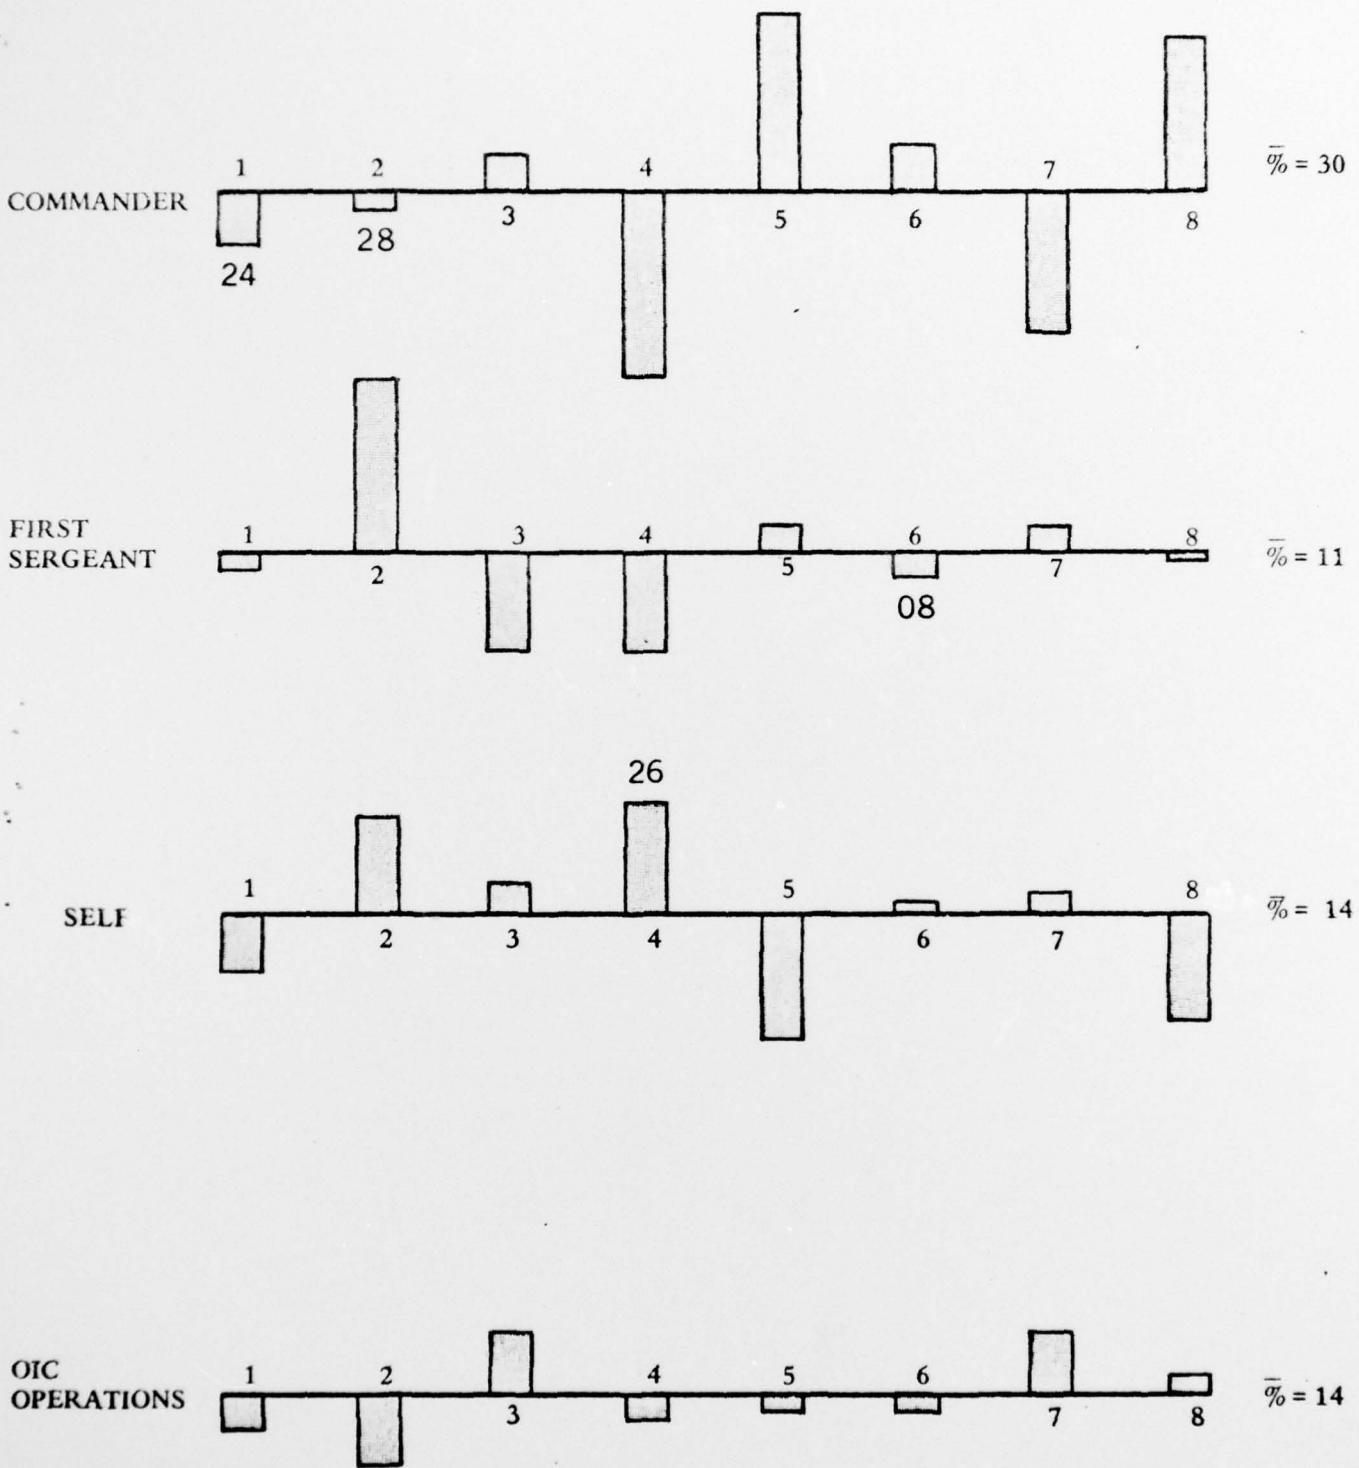 1 2 4 7
COMMANDER 3 5 6 8 %̄ = 30
24 28
FIRST
SERGEANT
1 3 4 6 8
2 5 7 %̄ = 11
08
26
1 5 8
SELF 2 3 4 6 7 %̄ = 14
OIC
OPERATIONS
1 2 4 5 6
3 7 8 %̄ = 14